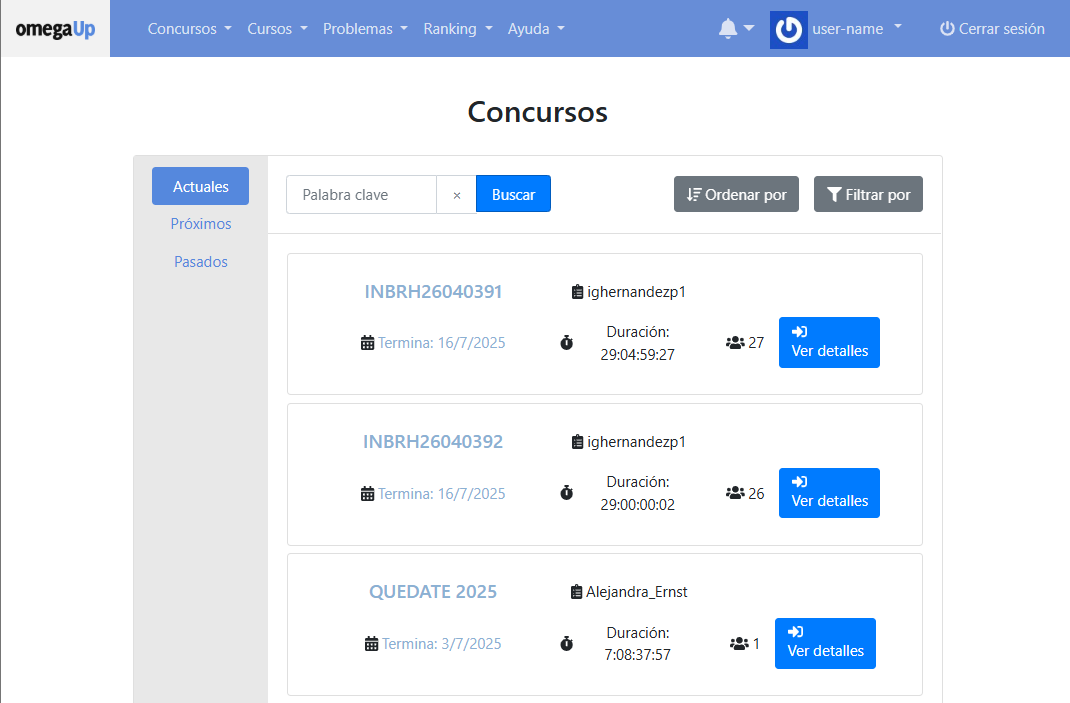 omegaUp Concursos Cursos Problemas Ranking Ayuda user-name Cerrar sesión
Concursos
Actuales
Próximos
Pasados
Palabra clave × Buscar Ordenar por Filtrar por
INBRH26040391 ighernandezp1
Termina: 16/7/2025 Duración: 27 Ver detalles
29:04:59:27
INBRH26040392 ighernandezp1
Termina: 16/7/2025 Duración: 26 Ver detalles
29:00:00:02
QUEDATE 2025 Alejandra_Ernst
Termina: 3/7/2025 Duración: 1 Ver detalles
7:08:37:57